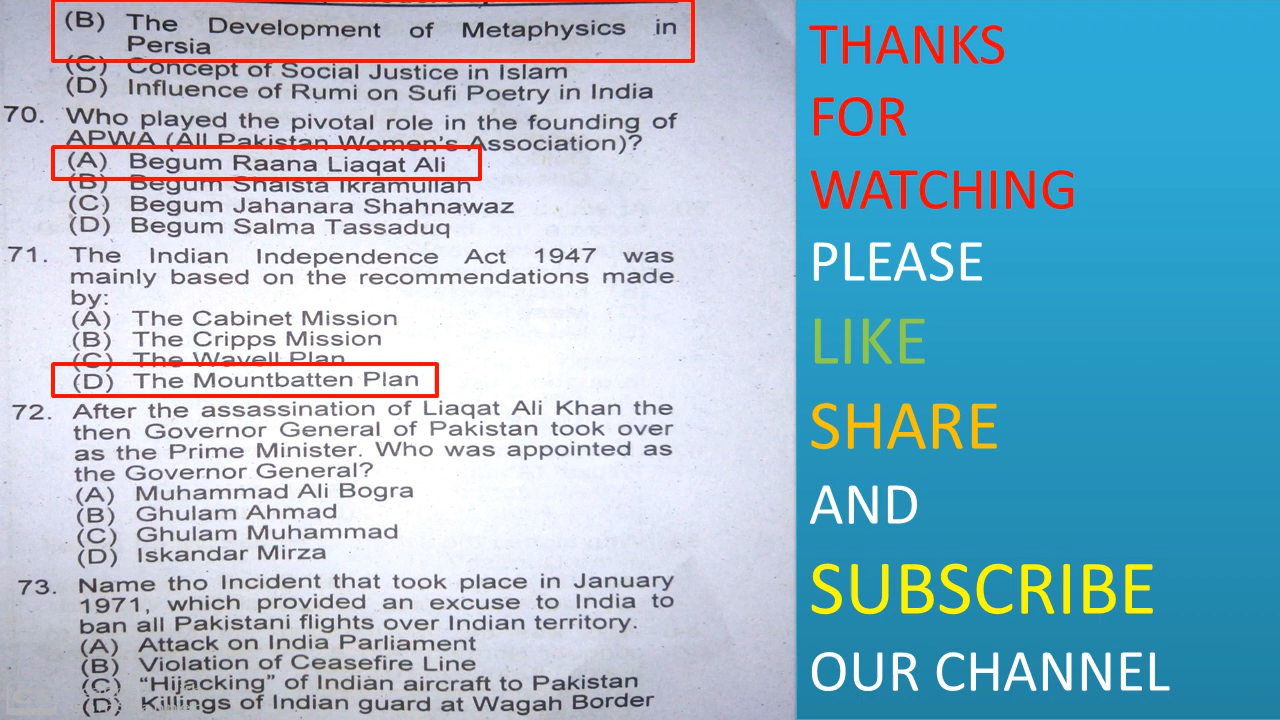 (B) The Development of Metaphysics in
Persia
(C) Concept of Social Justice in Islam
(D) Influence of Rumi on Sufi Poetry in India
70. Who played the pivotal role in the founding of
APWA (All Pakistan Women's Association)?
(A) Begum Raana Liaqat Ali
(B) Begum Shaista Ikramullah
(C) Begum Jahanara Shahnawaz
(D) Begum Salma Tassaduq
71. The Indian Independence Act 1947 was
mainly based on the recommendations made
by:
(A) The Cabinet Mission
(B) The Cripps Mission
(C) The Wavell Plan
(D) The Mountbatten Plan
72. After the assassination of Liaqat Ali Khan the
then Governor General of Pakistan took over
as the Prime Minister. Who was appointed as
the Governor General?
(A) Muhammad Ali Bogra
(B) Ghulam Ahmad
(C) Ghulam Muhammad
(D) Iskandar Mirza
73. Name tho Incident that took place in January
1971, which provided an excuse to India to
ban all Pakistani flights over Indian territory.
(A) Attack on India Parliament
(B) Violation of Ceasefire Line
(C) "Hijacking" of Indian aircraft to Pakistan
(D) Killings of Indian guard at Wagah Border
THANKS
FOR
WATCHING
PLEASE
LIKE
SHARE
AND
SUBSCRIBE
OUR CHANNEL